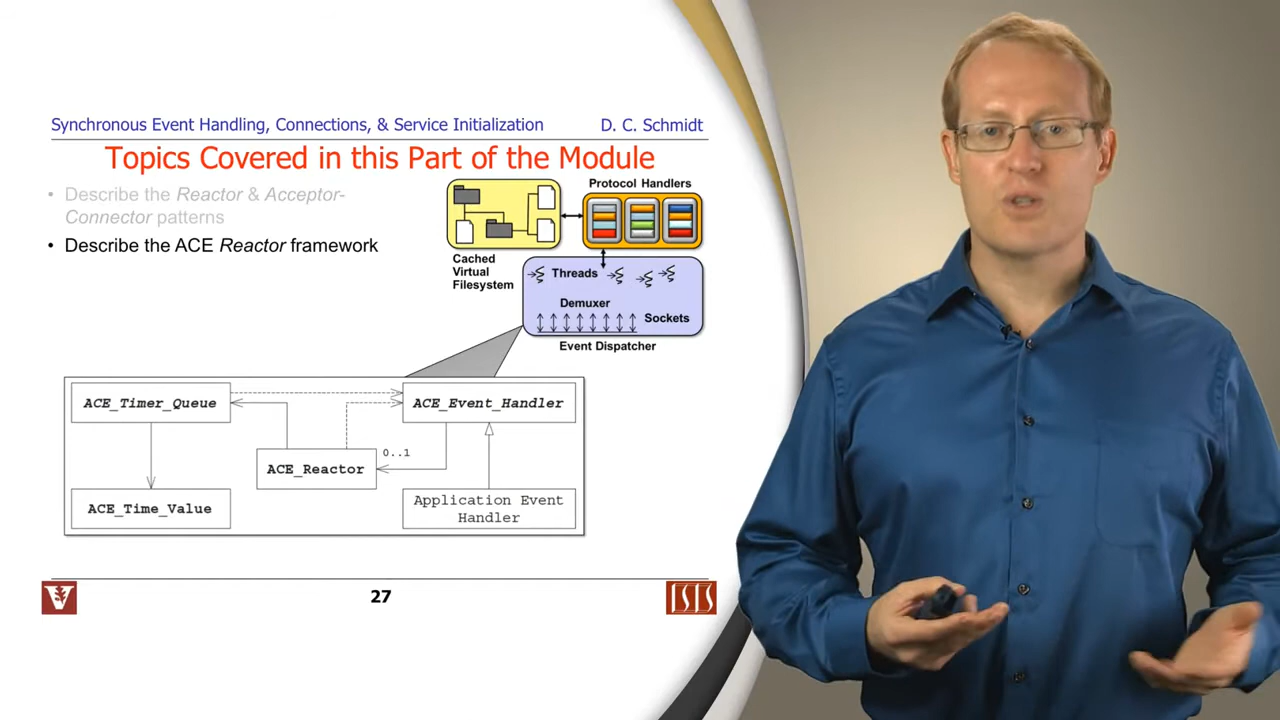 Synchronous Event Handling, Connections, & Service Initialization D. C. Schmidt
Topics Covered in this Part of the Module
• Describe the Reactor & Acceptor-
Connector patterns
• Describe the ACE Reactor framework
Protocol Handlers
Cached
Virtual
Filesystem
Threads
Demuxer
Sockets
Event Dispatcher
ACE_Timer_Queue
ACE_Event_Handler
0..1
ACE_Reactor
ACE_Time_Value
Application Event
Handler
27
V
ISIS